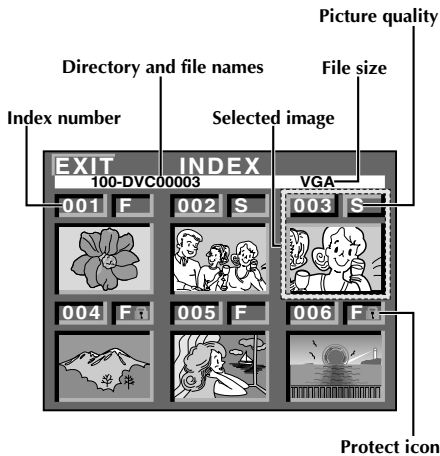 Picture quality
Directory and file names
File size
Index number
Selected image
EXIT INDEX
100-DVC00003 VGA
001 F 002 S 003 S
004 F 005 F 006 F
Protect icon